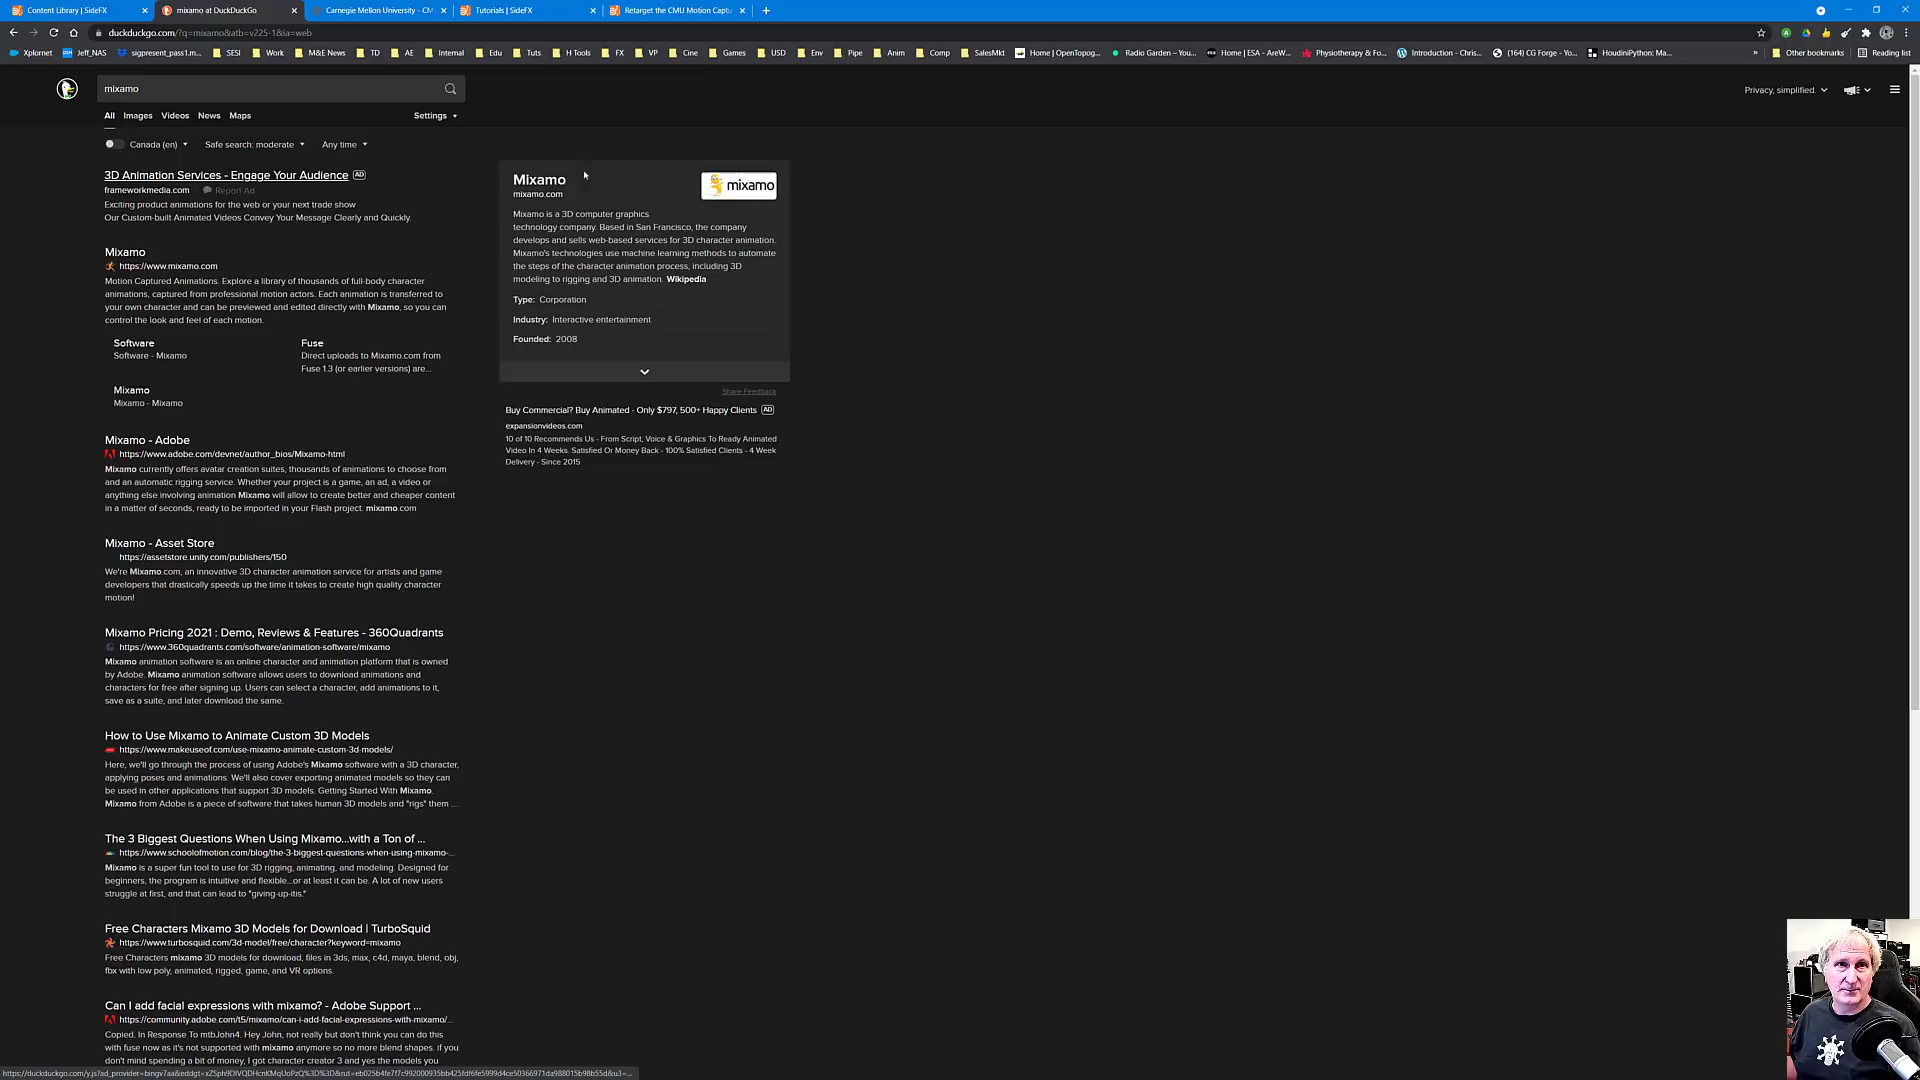 Content Library | SideFX
mixamo at DuckDuckGo
Carnegie Mellon University - CM
Tutorials | SideFX
Retarget the CMU Motion Captu
duckduckgo.com/?q=mixamo&atb=v225-1&ia=web
Xplornet
Jeff_NAS
sigpresent_pass1.m...
SESI
Work
M&E News
TD
AE
Internal
Edu
Tuts
H Tools
FX
VP
Cine
Games
USD
Env
Pipe
Anim
Comp
SalesMkt
Home | OpenTopog...
Radio Garden – You...
Home | ESA - AreW...
Physiotherapy & Fo...
Introduction - Chris...
(164) CG Forge - Yo...
HoudiniPython: Ma...
»
Other bookmarks
Reading list
mixamo
Privacy, simplified.
All Images Videos News Maps
Settings
Canada (en)
Safe search: moderate
Any time
3D Animation Services - Engage Your Audience AD
frameworkmedia.com Report Ad
Exciting product animations for the web or your next trade show
Our Custom-built Animated Videos Convey Your Message Clearly and Quickly.
Mixamo
https://www.mixamo.com
Motion Captured Animations. Explore a library of thousands of full-body character
animations, captured from professional motion actors. Each animation is transferred to
your own character and can be previewed and edited directly with Mixamo, so you can
control the look and feel of each motion.
Software
Software - Mixamo
Fuse
Direct uploads to Mixamo.com from
Fuse 1.3 (or earlier versions) are...
Mixamo
Mixamo - Mixamo
Mixamo - Adobe
https://www.adobe.com/devnet/author_bios/Mixamo-html
Mixamo currently offers avatar creation suites, thousands of animations to choose from
and an automatic rigging service. Whether your project is a game, an ad, a video or
anything else involving animation Mixamo will allow to create better and cheaper content
in a matter of seconds, ready to be imported in your Flash project. mixamo.com
Mixamo - Asset Store
https://assetstore.unity.com/publishers/150
We're Mixamo.com, an innovative 3D character animation service for artists and game
developers that drastically speeds up the time it takes to create high quality character
motion!
Mixamo Pricing 2021 : Demo, Reviews & Features - 360Quadrants
https://www.360quadrants.com/software/animation-software/mixamo
Mixamo animation software is an online character and animation platform that is owned
by Adobe. Mixamo animation software allows users to download animations and
characters for free after signing up. Users can select a character, add animations to it,
save as a suite, and later download the same.
How to Use Mixamo to Animate Custom 3D Models
https://www.makeuseof.com/use-mixamo-animate-custom-3d-models/
Here, we'll go through the process of using Adobe's Mixamo software with a 3D character,
applying poses and animations. We'll also cover exporting animated models so they can
be used in other applications that support 3D models. Getting Started With Mixamo.
Mixamo from Adobe is a piece of software that takes human 3D models and "rigs" them ...
The 3 Biggest Questions When Using Mixamo...with a Ton of ...
https://www.schoolofmotion.com/blog/the-3-biggest-questions-when-using-mixamo-...
Mixamo is a super fun tool to use for 3D rigging, animating, and modeling. Designed for
beginners, the program is intuitive and flexible...or at least it can be. A lot of new users
struggle at first, and that can lead to "giving-up-itis."
Free Characters Mixamo 3D Models for Download | TurboSquid
https://www.turbosquid.com/3d-model/free/character?keyword=mixamo
Free Characters mixamo 3D models for download, files in 3ds, max, c4d, maya, blend, obj,
fbx with low poly, animated, rigged, game, and VR options.
Can I add facial expressions with mixamo? - Adobe Support ...
https://community.adobe.com/t5/mixamo/can-i-add-facial-expressions-with-mixamo/...
Copied. In Response To mtbJohn4. Hey John, not really but don't think you can do this
with fuse now as it's not supported with mixamo anymore so no more blend shapes. if you
don't mind spending a bit of money, I got character creator 3 and yes the models you
Mixamo
mixamo.com
mixamo
Mixamo is a 3D computer graphics
technology company. Based in San Francisco, the company
develops and sells web-based services for 3D character animation.
Mixamo's technologies use machine learning methods to automate
the steps of the character animation process, including 3D
modeling to rigging and 3D animation. Wikipedia
Type: Corporation
Industry: Interactive entertainment
Founded: 2008
Share Feedback
Buy Commercial? Buy Animated - Only $797, 500+ Happy Clients AD
expansionvideos.com
10 of 10 Recommends Us - From Script, Voice & Graphics To Ready Animated
Video In 4 Weeks. Satisfied Or Money Back - 100% Satisfied Clients - 4 Week
Delivery - Since 2015